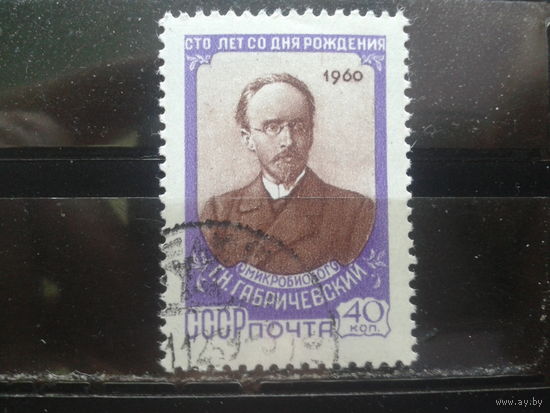 СТО ЛЕТ СО ДНЯ РОЖДЕНИЯ
1960
МИКРОБИОЛОГ
Г.Н. ГАБРИЧЕВСКИЙ
СССР ПОЧТА 40 КОП.
www.ay.by